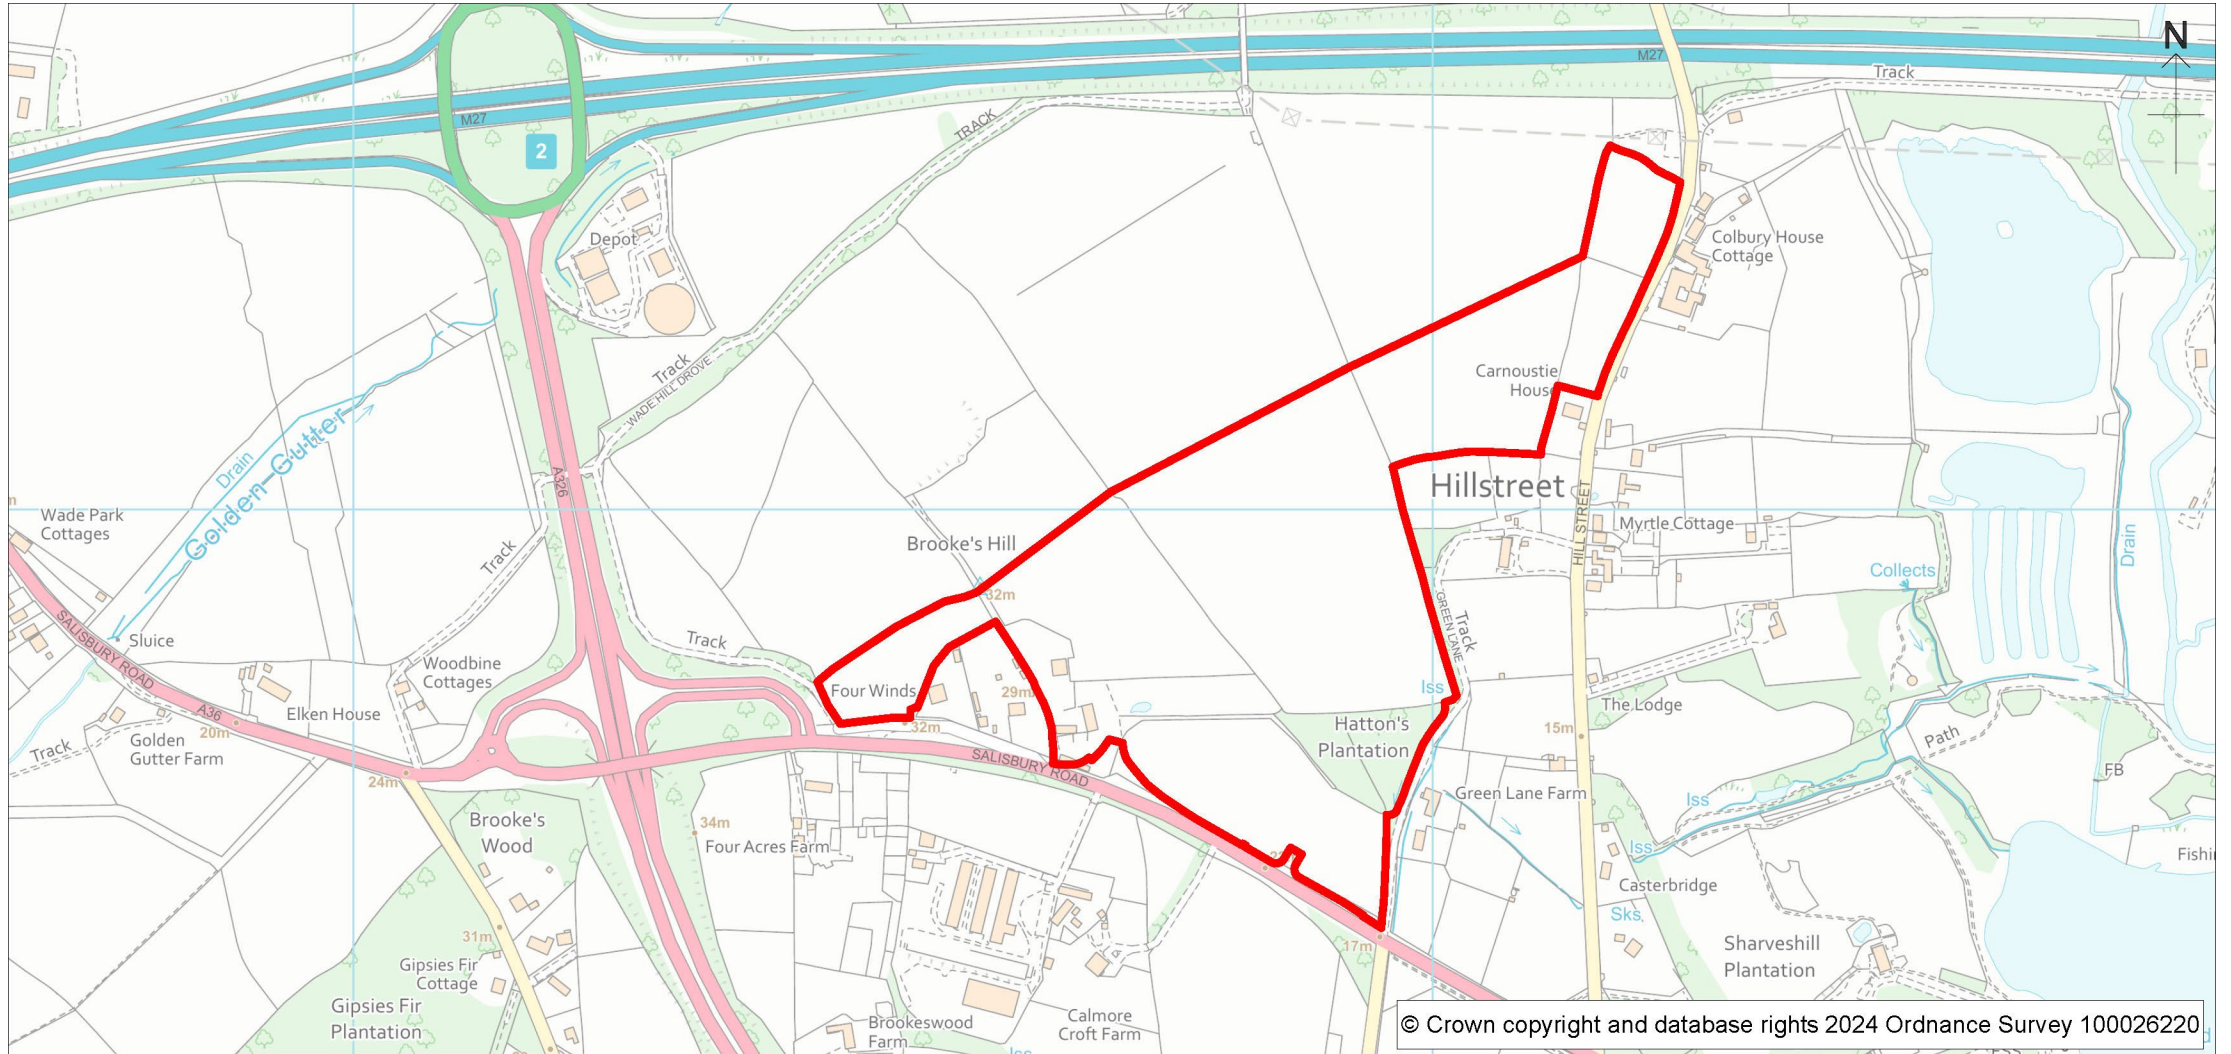 N
M27
M27
Track
2
TRACK
Depot
Colbury House
Cottage
Track
WADE HILL DROVE
Carnoustie
House
Drain
Golden Gutter
A326
Hillstreet
HILL STREET
Wade Park
Cottages
Myrtle Cottage
Drain
Brooke's Hill
Track
Collects
32m
GREEN LANE
Track
SALISBURY ROAD
Sluice
Track
Woodbine
Cottages
Four Winds
29m
Iss
The Lodge
A36
20m
Elken House
32m
Hatton's
Plantation
15m
Path
Track
Golden
Gutter Farm
SALISBURY ROAD
FB
24m
Green Lane Farm
Iss
Brooke's
Wood
34m
Four Acres Farm
Iss
Casterbridge
Sks
31m
17m
Sharveshill
Plantation
Gipsies Fir
Cottage
Gipsies Fir
Plantation
Brookeswood
Farm
Calmore
Croft Farm
Iss
© Crown copyright and database rights 2024 Ordnance Survey 100026220